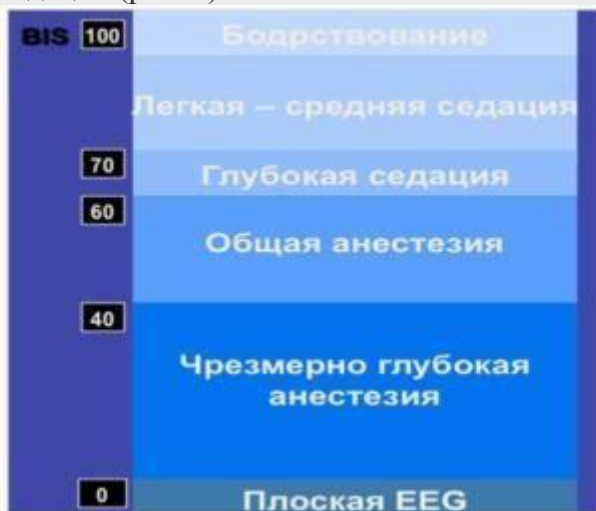 BIS 100 Бодрствование
Легкая – средняя седация
70 Глубокая седация
60
Общая анестезия
40
Чрезмерно глубокая
анестезия
0 Плоская EEG